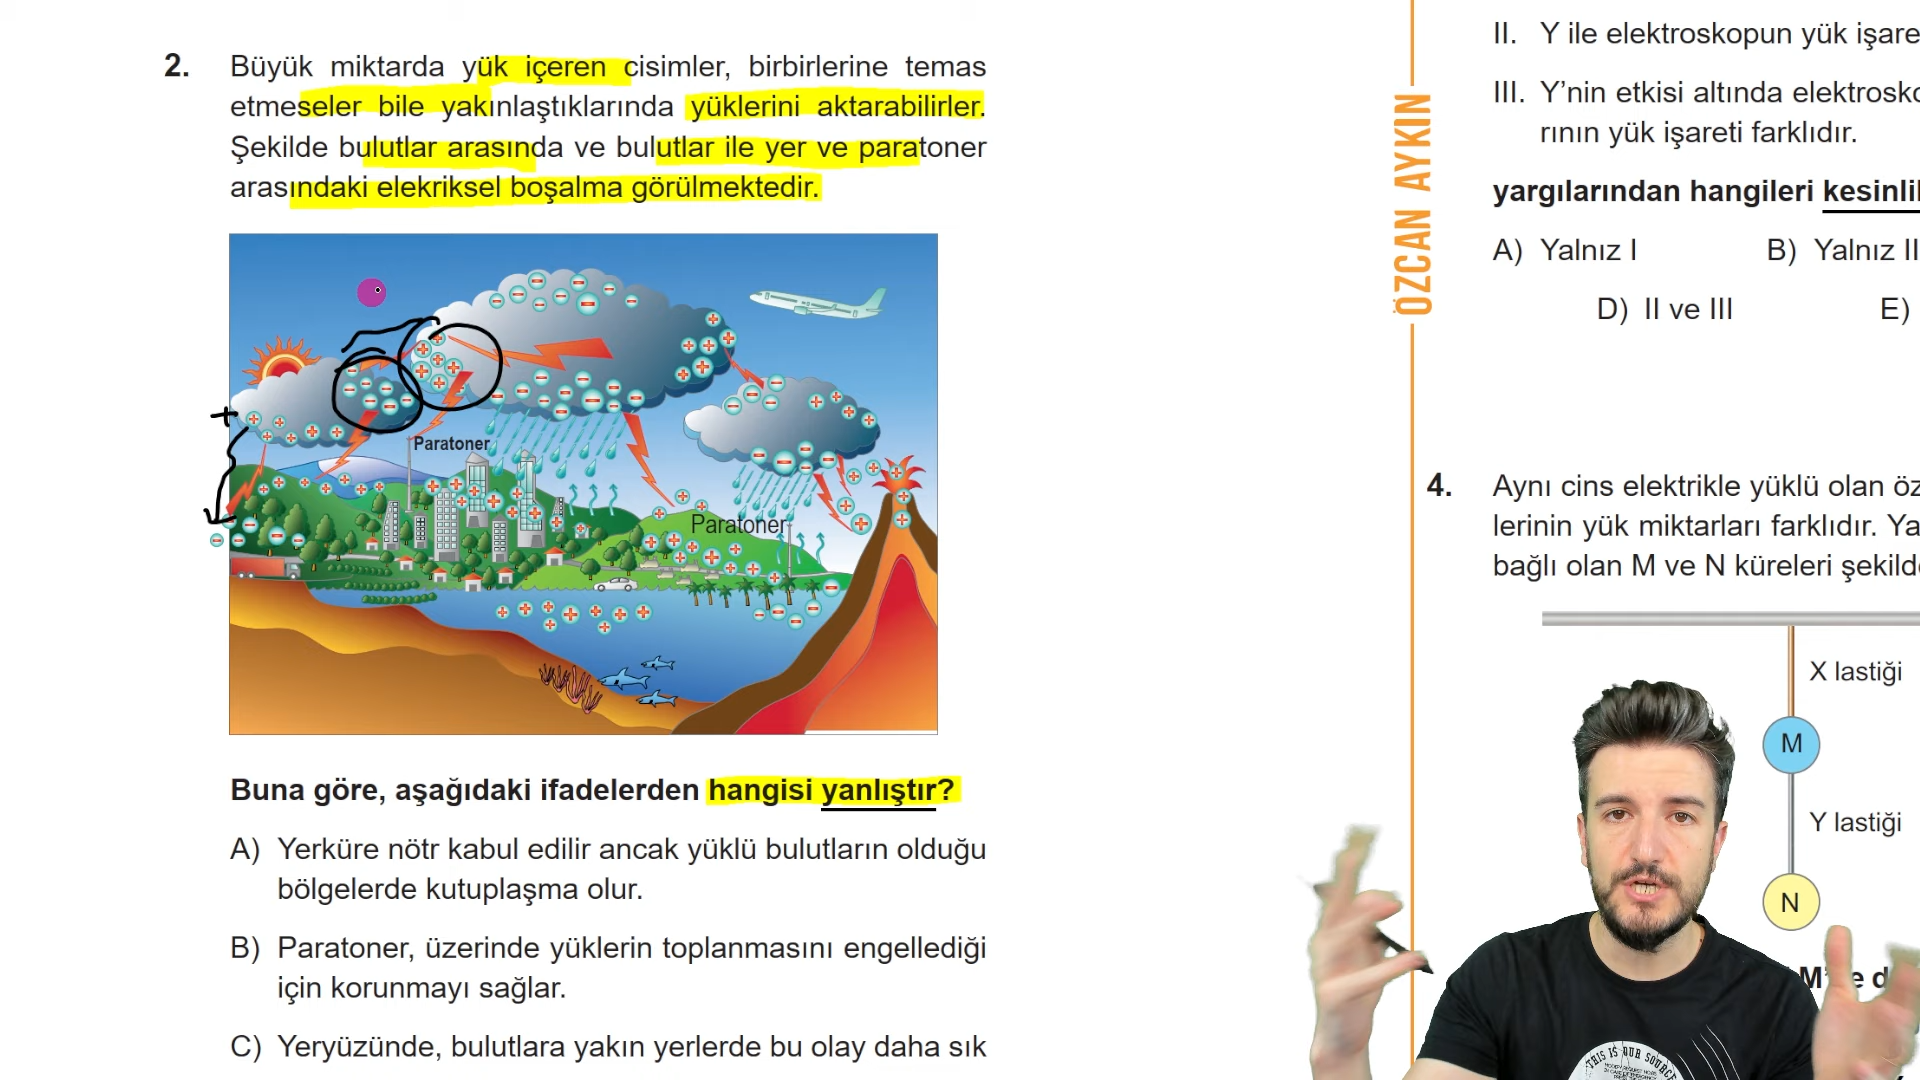 2. Büyük miktarda yük içeren cisimler, birbirlerine temas
etmeseler bile yakınlaştıklarında yüklerini aktarabilirler.
Şekilde bulutlar arasında ve bulutlar ile yer ve paratoner
arasındaki elekriksel boşalma görülmektedir.
Paratoner
Paratoner
Buna göre, aşağıdaki ifadelerden hangisi yanlıştır?
A) Yerküre nötr kabul edilir ancak yüklü bulutların olduğu
bölgelerde kutuplaşma olur.
B) Paratoner, üzerinde yüklerin toplanmasını engellediği
için korunmayı sağlar.
C) Yeryüzünde, bulutlara yakın yerlerde bu olay daha sık
ÖZCAN AYKIN
II. Y ile elektroskopun yük işare
III. Y’nin etkisi altında elektrosko
rının yük işareti farklıdır.
yargılarından hangileri kesinli
A) Yalnız I B) Yalnız II
D) II ve III E)
4. Aynı cins elektrikle yüklü olan öz
lerinin yük miktarları farklıdır. Ya
bağlı olan M ve N küreleri şekild
X lastiği
M
Y lastiği
N
THIS IS OUR SOURCE